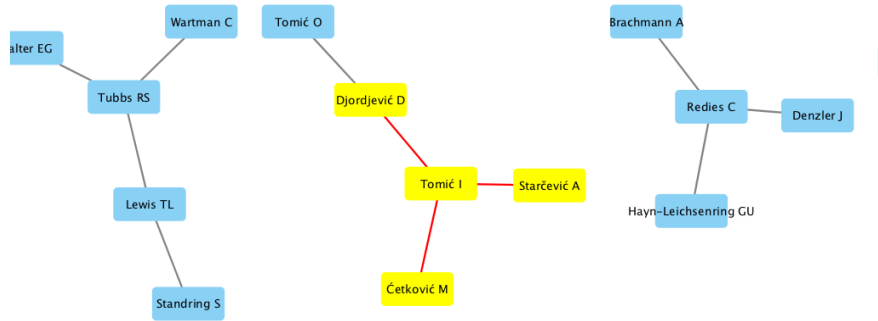 Wartman C
Tomić O
Brachmann A
alter EG
Tubbs RS
Djordjević D
Redies C
Denzler J
Tomić I
Starčević A
Lewis TL
Hayn-Leichsenring GU
Ćetković M
Standring S